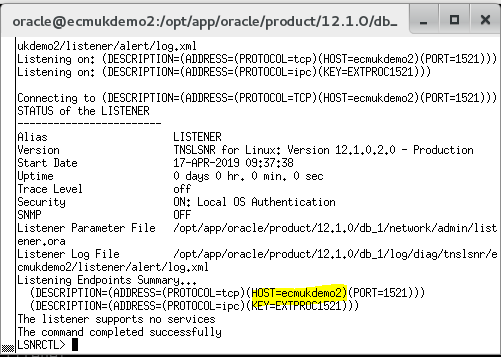 oracle@ecmukdemo2:/opt/app/oracle/product/12.1.0/db_
ukdemo2/listener/alert/log.xml
Listening on: (DESCRIPTION=(ADDRESS=(PROTOCOL=tcp)(HOST=ecmukdemo2)(PORT=1521)))
Listening on: (DESCRIPTION=(ADDRESS=(PROTOCOL=ipc)(KEY=EXTPROC1521)))
Connecting to (DESCRIPTION=(ADDRESS=(PROTOCOL=TCP)(HOST=ecmukdemo2)(PORT=1521)))
STATUS of the LISTENER
------------------------
Alias                     LISTENER
Version                   TNSLSNR for Linux: Version 12.1.0.2.0 - Production
Start Date                17-APR-2019 09:37:38
Uptime                    0 days 0 hr. 0 min. 0 sec
Trace Level               off
Security                  ON: Local OS Authentication
SNMP                      OFF
Listener Parameter File   /opt/app/oracle/product/12.1.0/db_1/network/admin/list
ener.ora
Listener Log File         /opt/app/oracle/product/12.1.0/db_1/log/diag/tnslsnr/e
cmukdemo2/listener/alert/log.xml
Listening Endpoints Summary...
  (DESCRIPTION=(ADDRESS=(PROTOCOL=tcp)(HOST=ecmukdemo2)(PORT=1521)))
  (DESCRIPTION=(ADDRESS=(PROTOCOL=ipc)(KEY=EXTPROC1521)))
The listener supports no services
The command completed successfully
LSNRCTL>